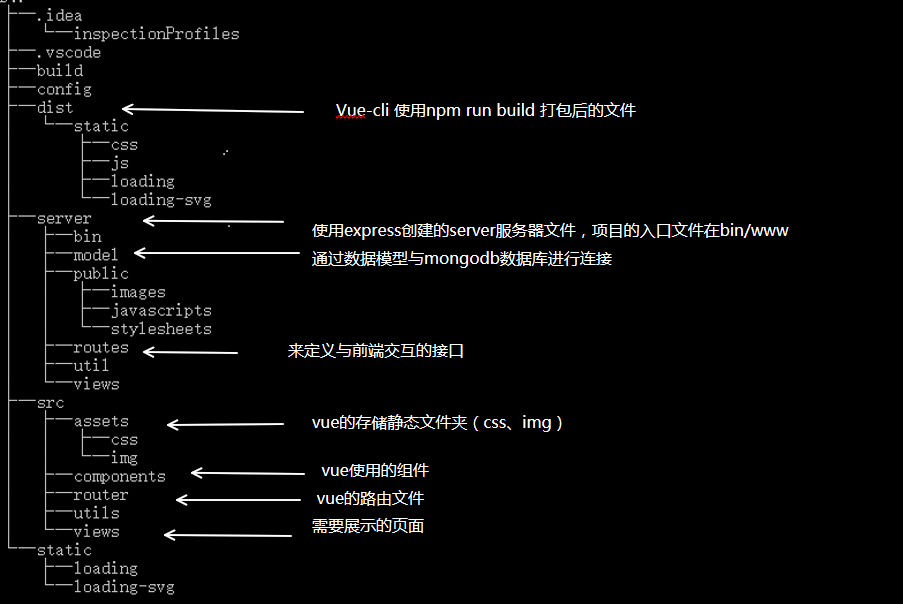 .idea
inspectionProfiles
.vscode
build
config
dist
Vue-cli 使用npm run build 打包后的文件
static
css
js
loading
loading-svg
server
使用express创建的server服务器文件，项目的入口文件在bin/www
bin
model
通过数据模型与mongodb数据库进行连接
public
images
javascripts
stylesheets
routes
来定义与前端交互的接口
util
views
src
assets
vue的存储静态文件夹（css、img）
css
img
components
vue使用的组件
router
vue的路由文件
utils
views
需要展示的页面
static
loading
loading-svg